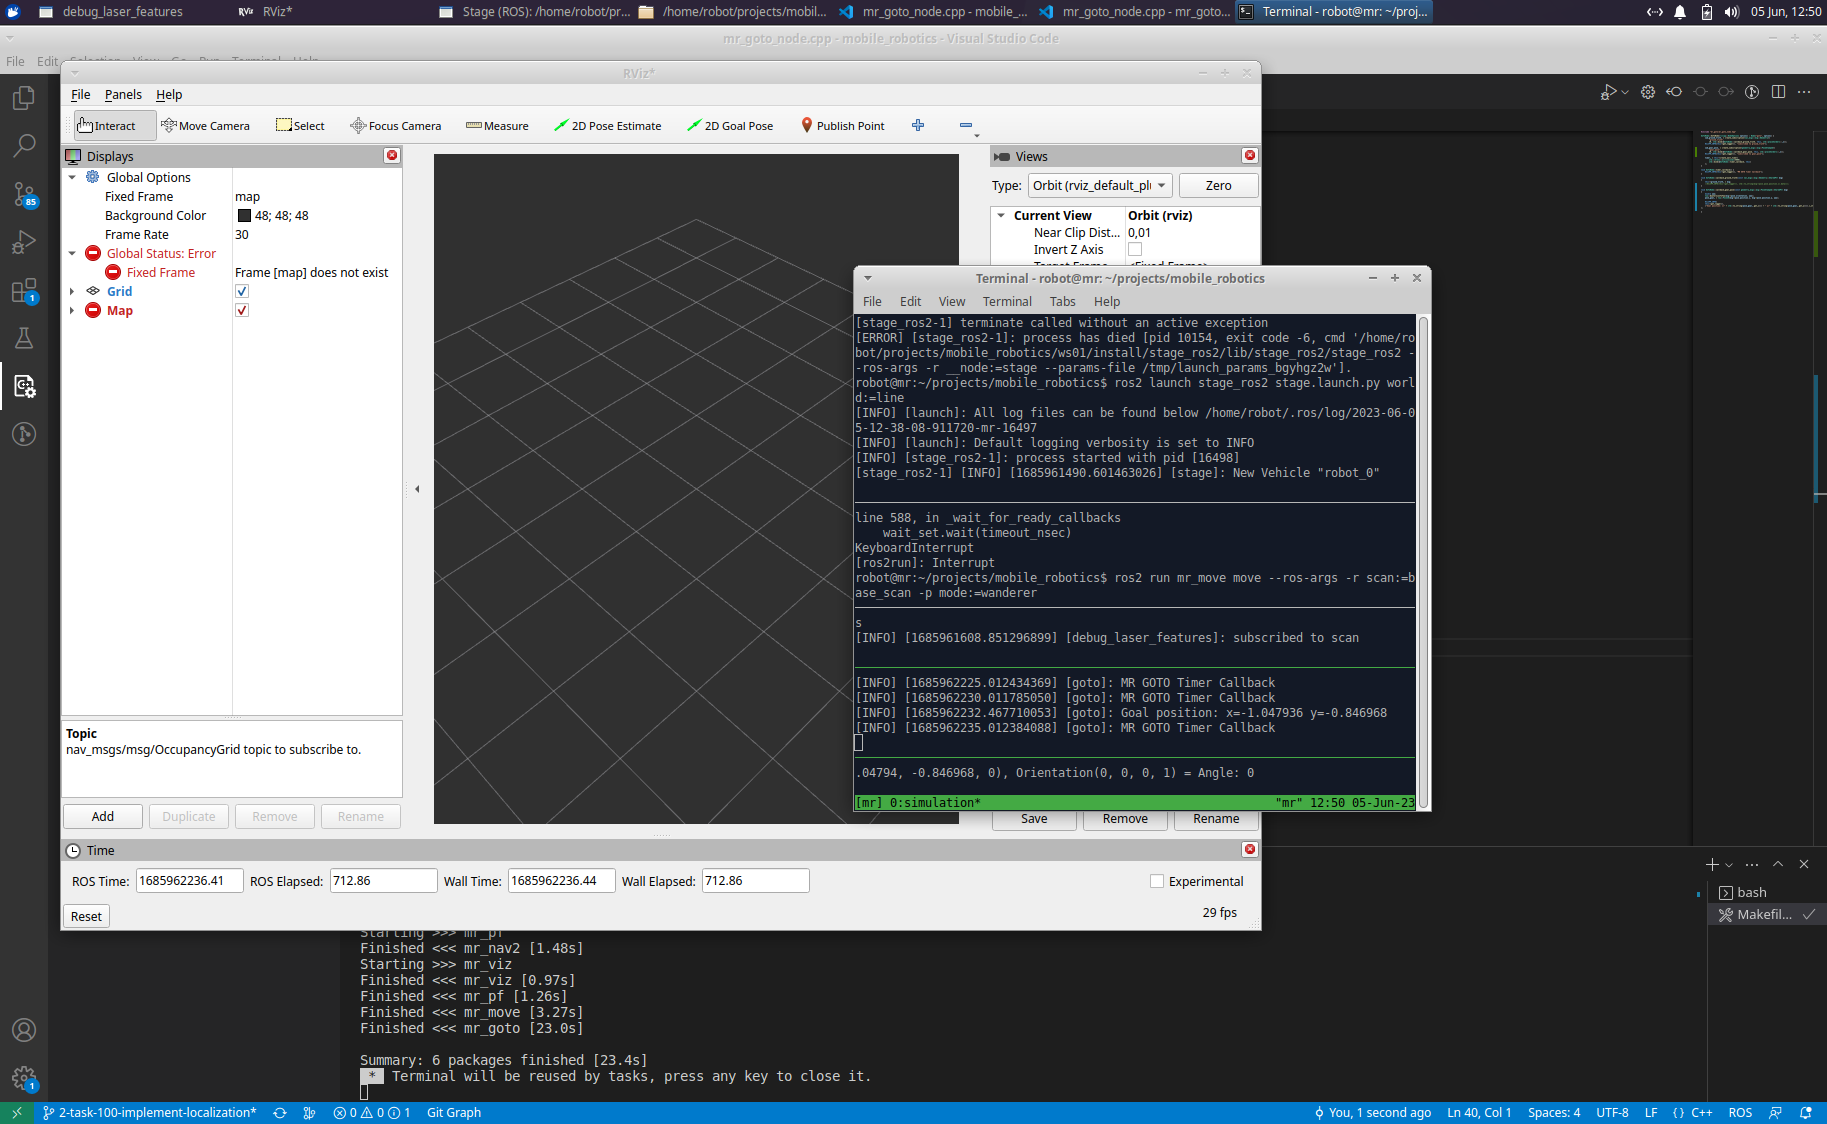 debug_laser_features
RViz*
Stage (ROS): /home/robot/pr...
/home/robot/projects/mobil...
mr_goto_node.cpp - mobile_...
mr_goto_node.cpp - mr_goto...
Terminal - robot@mr: ~/proj...
05 Jun, 12:50
mr_goto_node.cpp - mobile_robotics - Visual Studio Code
File Edit
RViz*
File Panels Help
Interact Move Camera Select Focus Camera Measure 2D Pose Estimate 2D Goal Pose Publish Point
Displays
Global Options
Fixed Frame map
Background Color 48; 48; 48
Frame Rate 30
Global Status: Error
Fixed Frame Frame [map] does not exist
Grid
Map
Topic
nav_msgs/msg/OccupancyGrid topic to subscribe to.
Add Duplicate Remove Rename
Views
Type: Orbit (rviz_default_pl Zero
Current View Orbit (rviz)
Near Clip Dist... 0,01
Invert Z Axis
Target Frame <Fixed Frame>
Save Remove Rename
Time
ROS Time: 1685962236.41 ROS Elapsed: 712.86 Wall Time: 1685962236.44 Wall Elapsed: 712.86 Experimental
Reset 29 fps
Terminal - robot@mr: ~/projects/mobile_robotics
File Edit View Terminal Tabs Help
[stage_ros2-1] terminate called without an active exception
[ERROR] [stage_ros2-1]: process has died [pid 10154, exit code -6, cmd '/home/ro
bot/projects/mobile_robotics/ws01/install/stage_ros2/lib/stage_ros2/stage_ros2 -
-ros-args -r __node:=stage --params-file /tmp/launch_params_bgyhgz2w'].
robot@mr:~/projects/mobile_robotics$ ros2 launch stage_ros2 stage.launch.py worl
d:=line
[INFO] [launch]: All log files can be found below /home/robot/.ros/log/2023-06-0
5-12-38-08-911720-mr-16497
[INFO] [launch]: Default logging verbosity is set to INFO
[INFO] [stage_ros2-1]: process started with pid [16498]
[stage_ros2-1] [INFO] [1685961490.601463026] [stage]: New Vehicle "robot_0"
line 588, in _wait_for_ready_callbacks
wait_set.wait(timeout_nsec)
KeyboardInterrupt
[ros2run]: Interrupt
robot@mr:~/projects/mobile_robotics$ ros2 run mr_move move --ros-args -r scan:=b
ase_scan -p mode:=wanderer
s
[INFO] [1685961608.851296899] [debug_laser_features]: subscribed to scan
[INFO] [1685962225.012434369] [goto]: MR GOTO Timer Callback
[INFO] [1685962230.011785050] [goto]: MR GOTO Timer Callback
[INFO] [1685962232.467710053] [goto]: Goal position: x=-1.047936 y=-0.846968
[INFO] [1685962235.012384088] [goto]: MR GOTO Timer Callback
.04794, -0.846968, 0), Orientation(0, 0, 0, 1) = Angle: 0
[mr] 0:simulation* "mr" 12:50 05-Jun-23
85
1
1
bash
Makefil...
Starting >>> mr_pf
Finished <<< mr_nav2 [1.48s]
Starting >>> mr_viz
Finished <<< mr_viz [0.97s]
Finished <<< mr_pf [1.26s]
Finished <<< mr_move [3.27s]
Finished <<< mr_goto [23.0s]
Summary: 6 packages finished [23.4s]
* Terminal will be reused by tasks, press any key to close it.
2-task-100-implement-localization* 0 0 1 Git Graph You, 1 second ago Ln 40, Col 1 Spaces: 4 UTF-8 LF {} C++ ROS